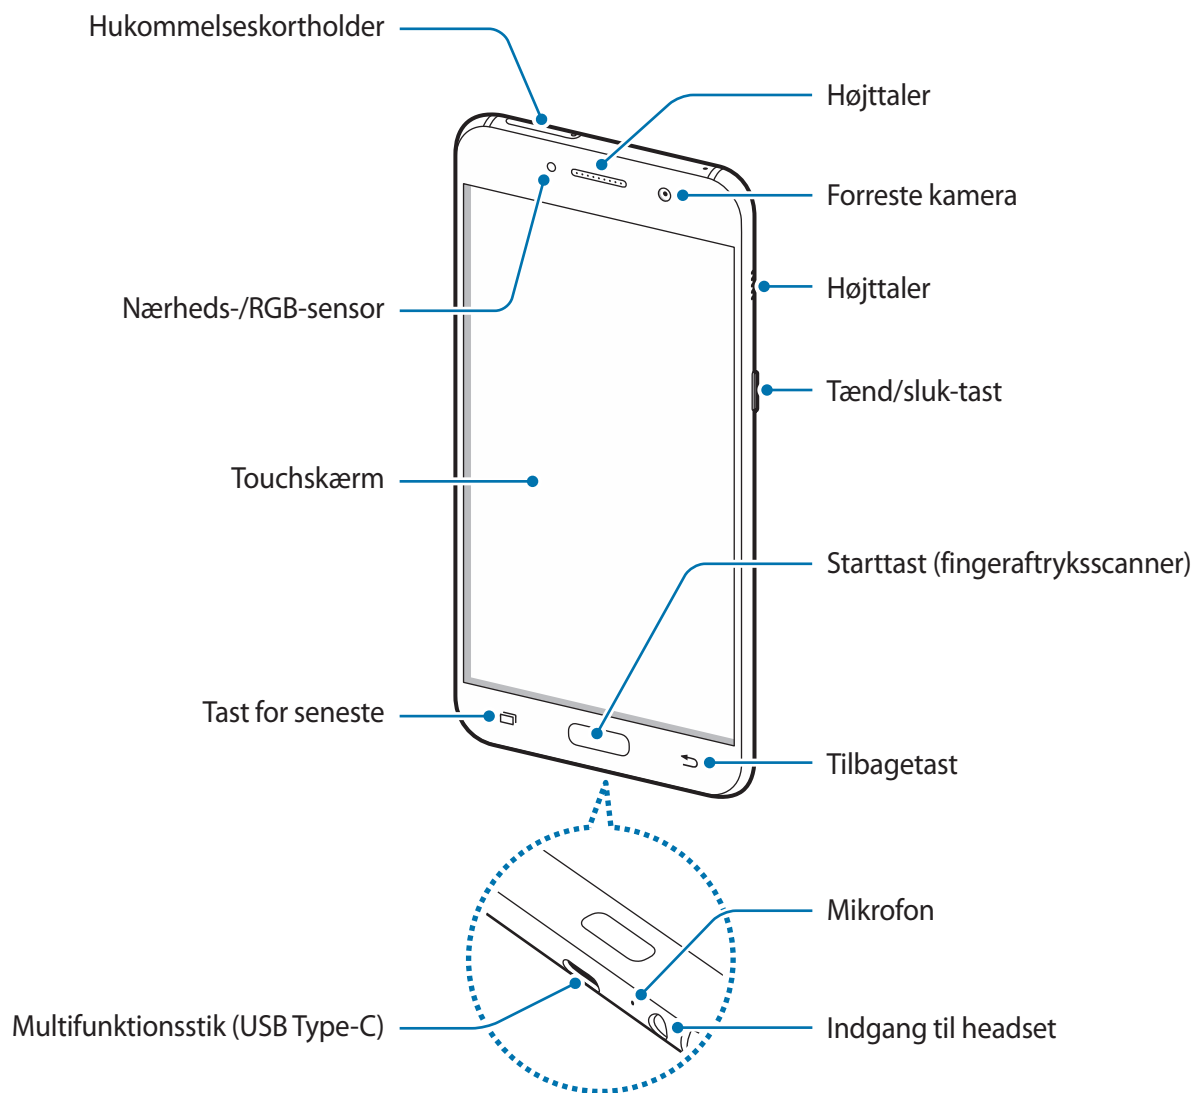 Hukommelseskortholder
Højttaler
Forreste kamera
Højttaler
Nærheds-/RGB-sensor
Tænd/sluk-tast
Touchskærm
Starttast (fingeraftryksscanner)
Tast for seneste
Tilbagetast
Mikrofon
Multifunktionsstik (USB Type-C)
Indgang til headset